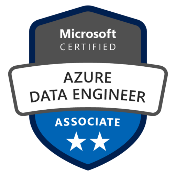 Microsoft
CERTIFIED
AZURE
DATA ENGINEER
ASSOCIATE